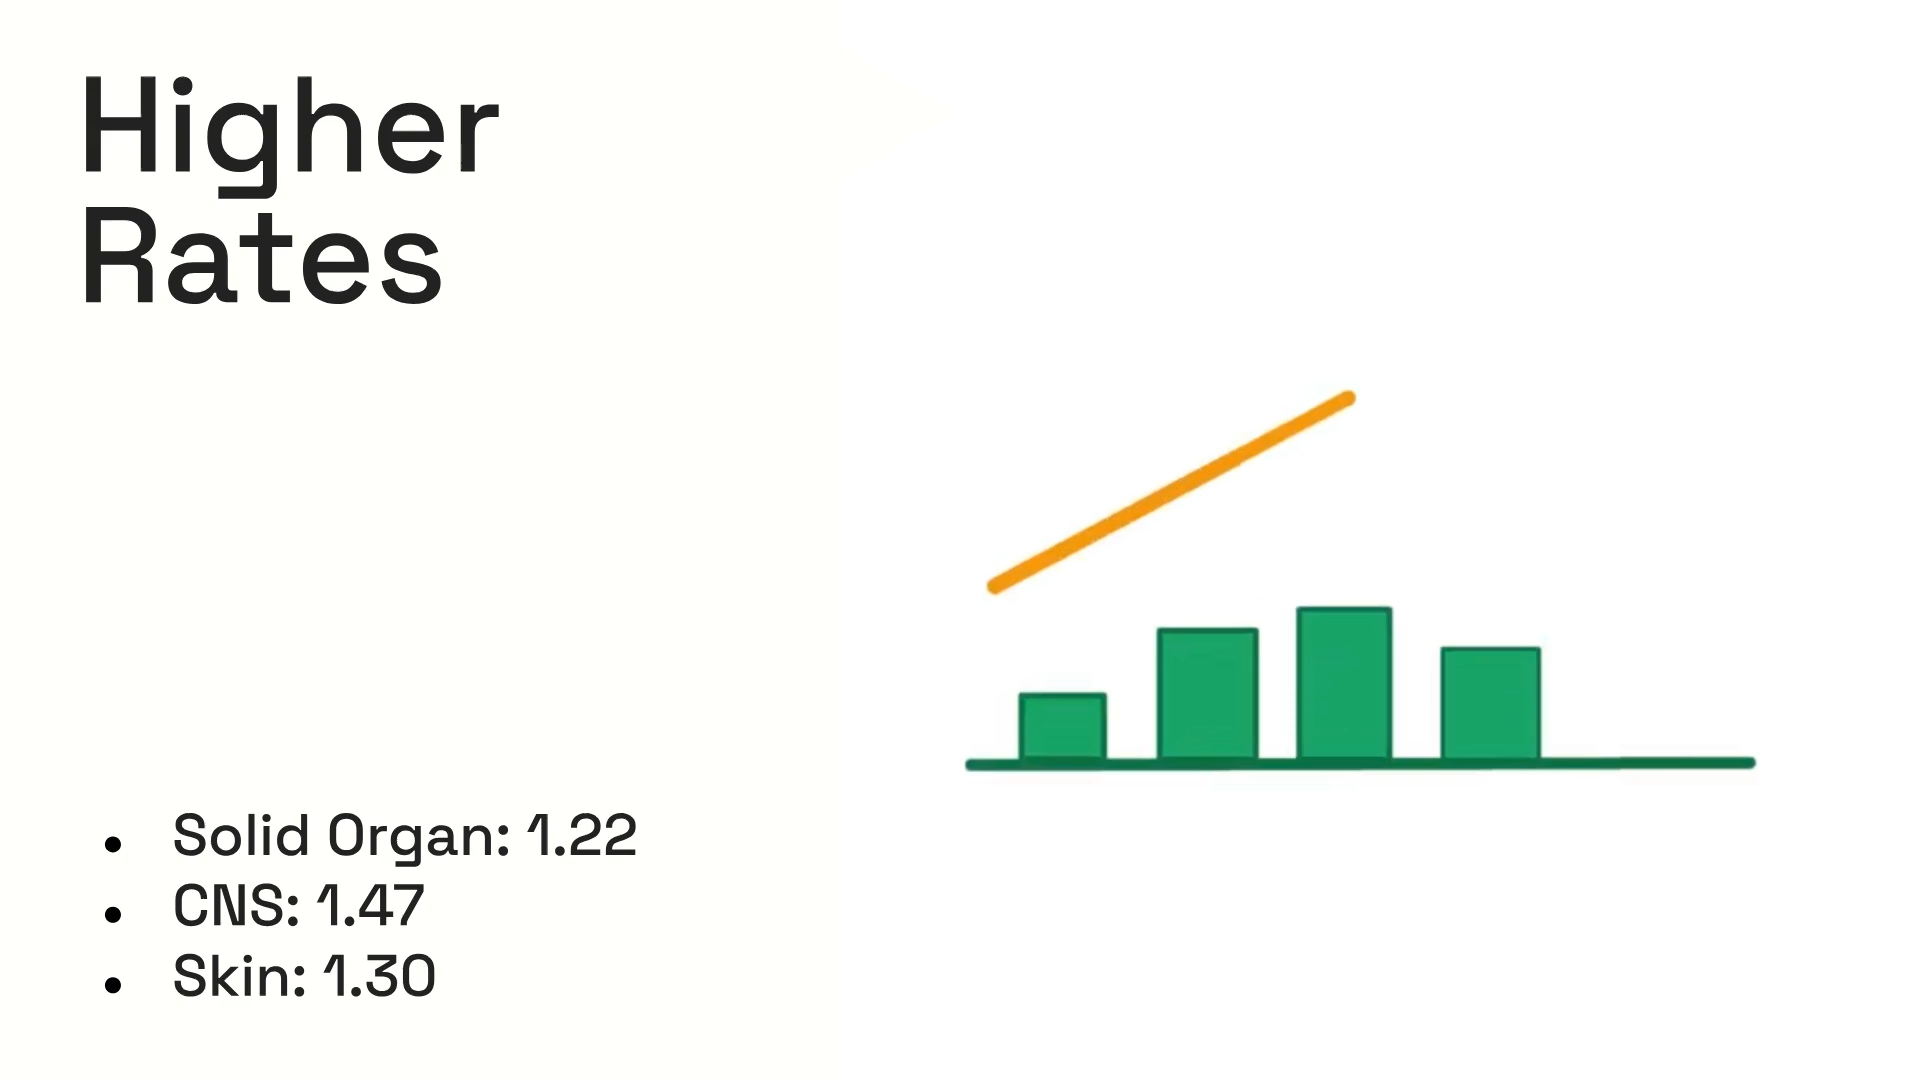 Higher
Rates
• Solid Organ: 1.22
• CNS: 1.47
• Skin: 1.30